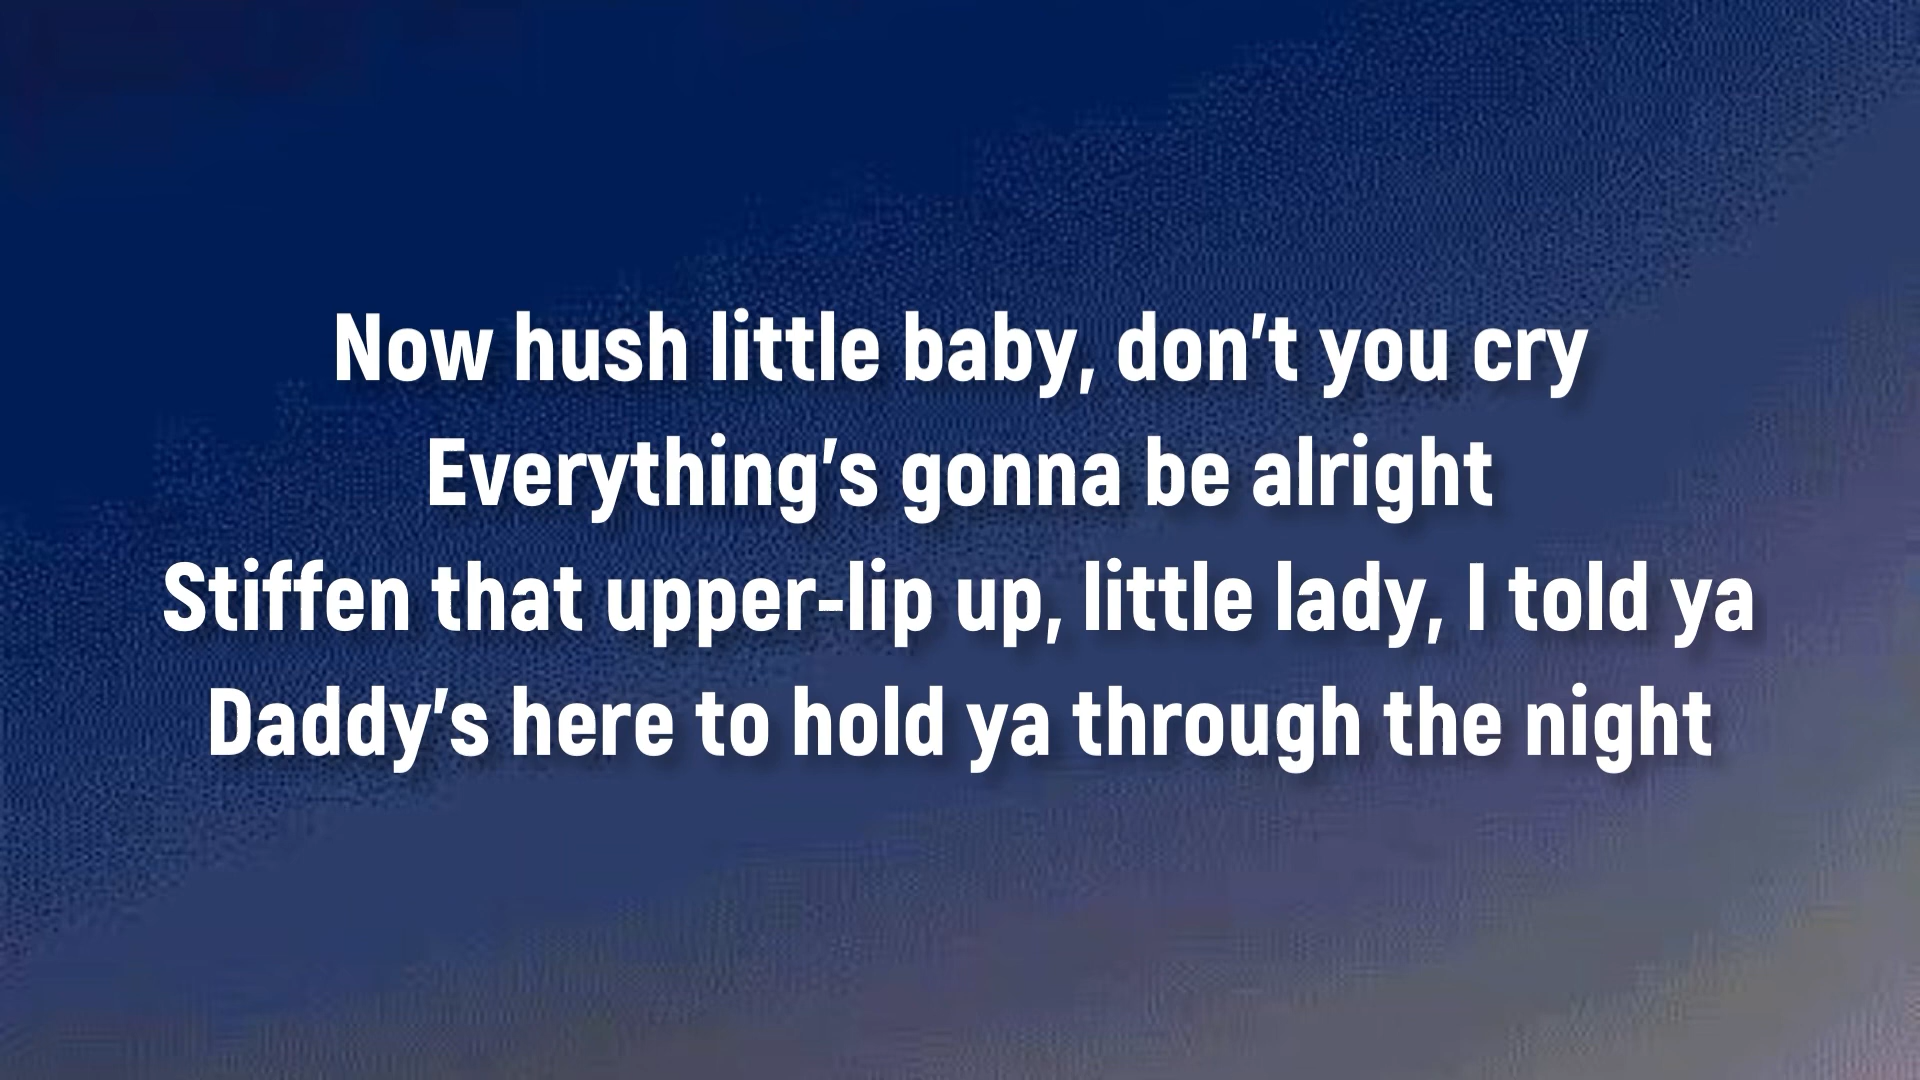 Now hush little baby, don't you cry
Everything's gonna be alright
Stiffen that upper-lip up, little lady, I told ya
Daddy's here to hold ya through the night